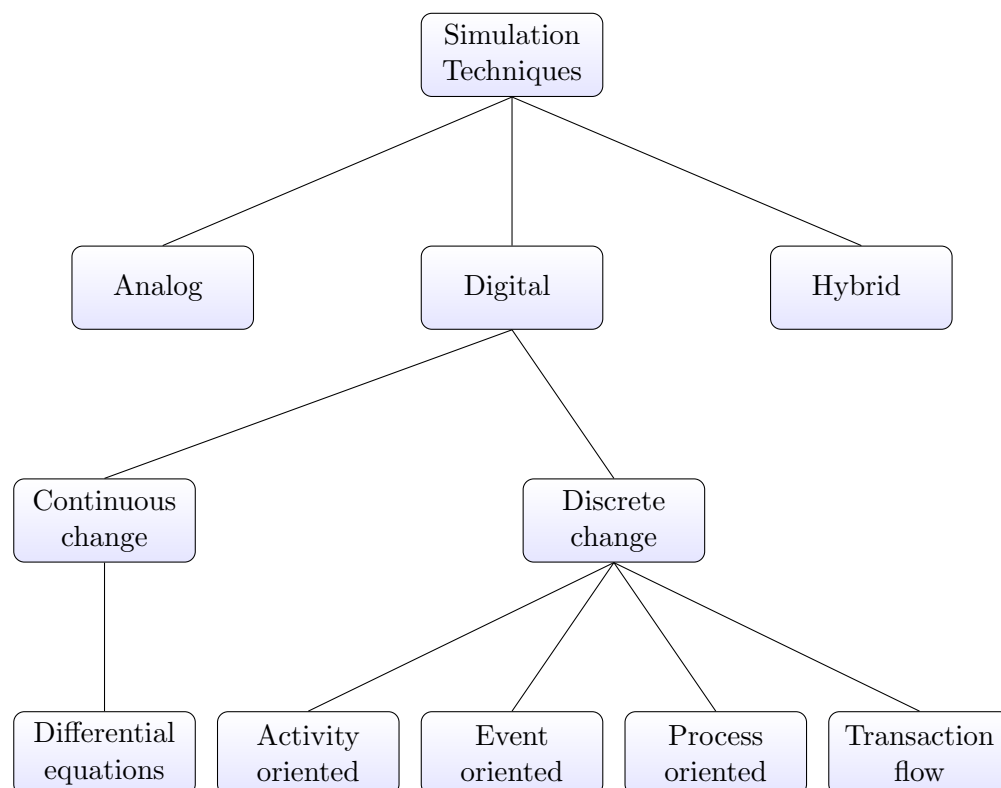 Simulation
Techniques
Analog
Digital
Hybrid
Continuous
change
Discrete
change
Differential
equations
Activity
oriented
Event
oriented
Process
oriented
Transaction
flow